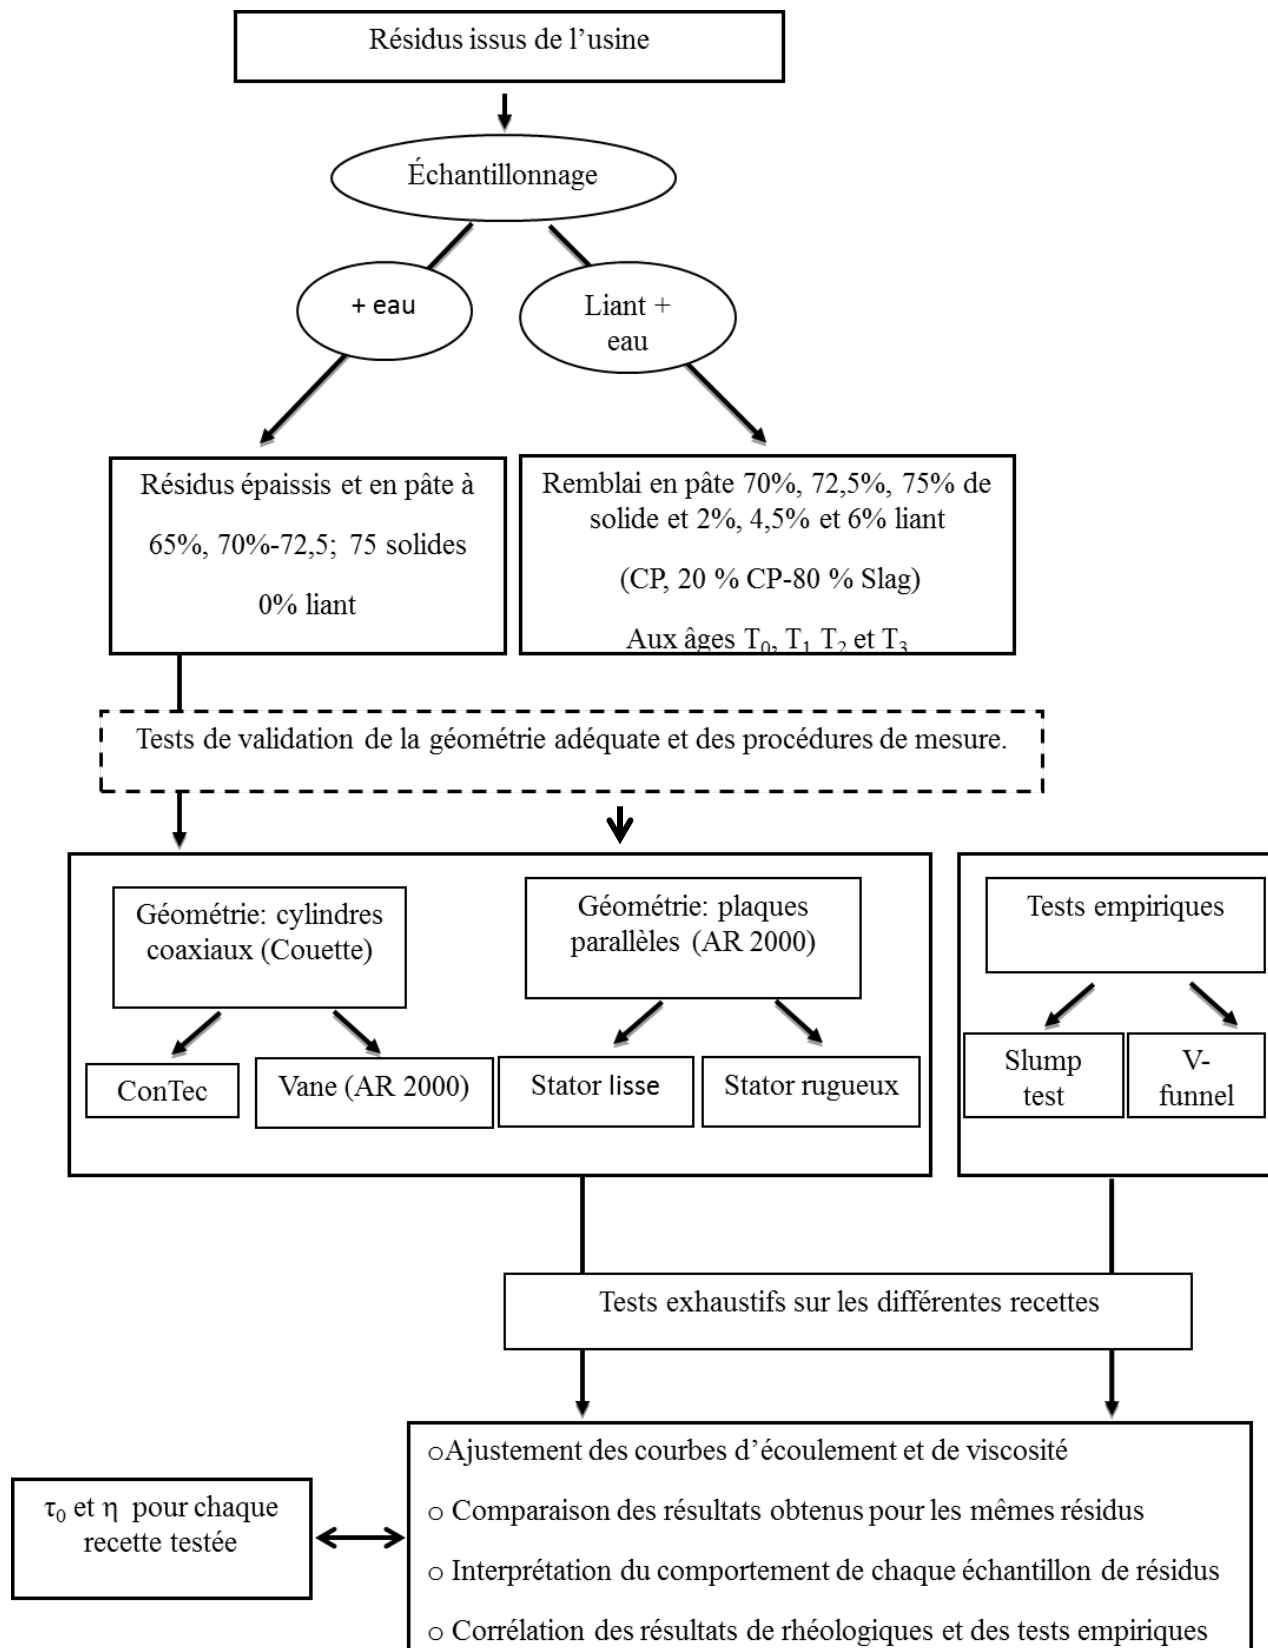 Résidus issus de l’usine
Échantillonnage
+ eau
Liant +
eau
Résidus épaissis et en pâte à
65%, 70%-72,5; 75 solides
0% liant
Remblai en pâte 70%, 72,5%, 75% de
solide et 2%, 4,5% et 6% liant
(CP, 20 % CP-80 % Slag)
Aux âges T₀, T₁ T₂ et T₃
Tests de validation de la géométrie adéquate et des procédures de mesure.
Géométrie: cylindres
coaxiaux (Couette)
Géométrie: plaques
parallèles (AR 2000)
Tests empiriques
ConTec
Vane (AR 2000)
Stator lisse
Stator rugueux
Slump
test
V-
funnel
Tests exhaustifs sur les différentes recettes
τ₀ et η pour chaque
recette testée
oAjustement des courbes d’écoulement et de viscosité
o Comparaison des résultats obtenus pour les mêmes résidus
o Interprétation du comportement de chaque échantillon de résidus
o Corrélation des résultats de rhéologiques et des tests empiriques